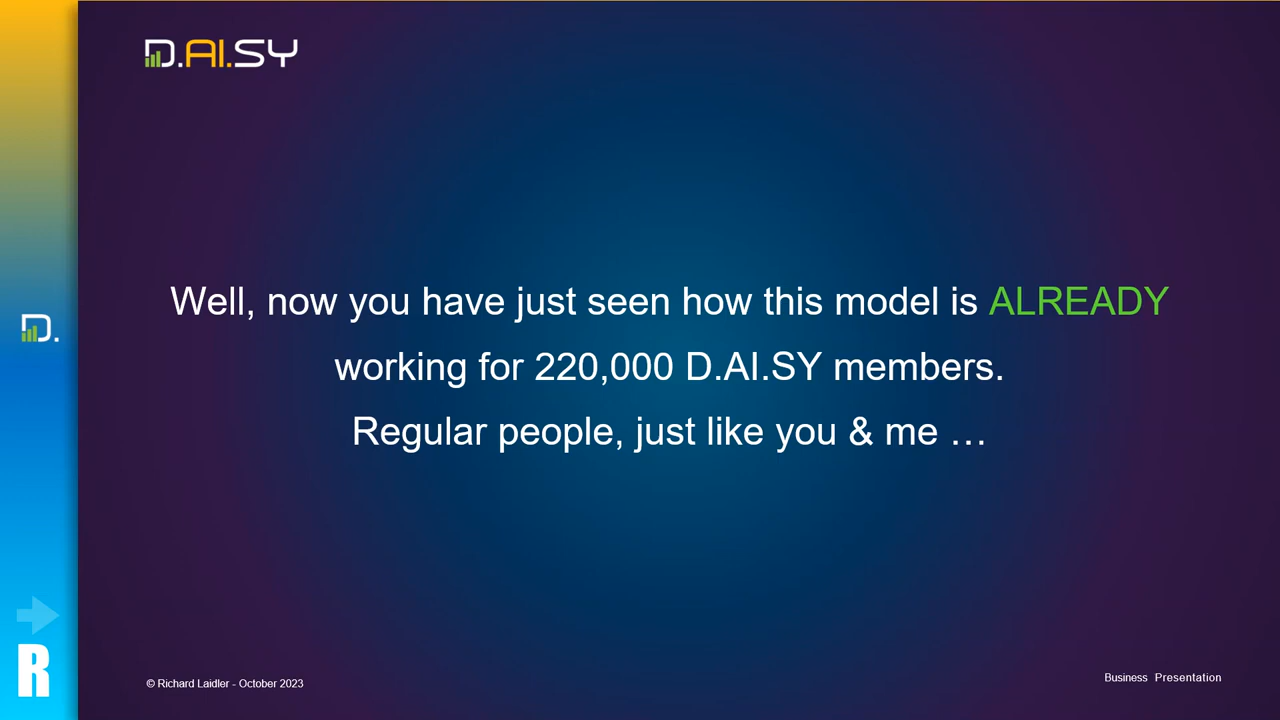 D.AI.SY
Well, now you have just seen how this model is ALREADY
working for 220,000 D.AI.SY members.
Regular people, just like you & me …
D.
R
© Richard Laidler - October 2023
Business Presentation